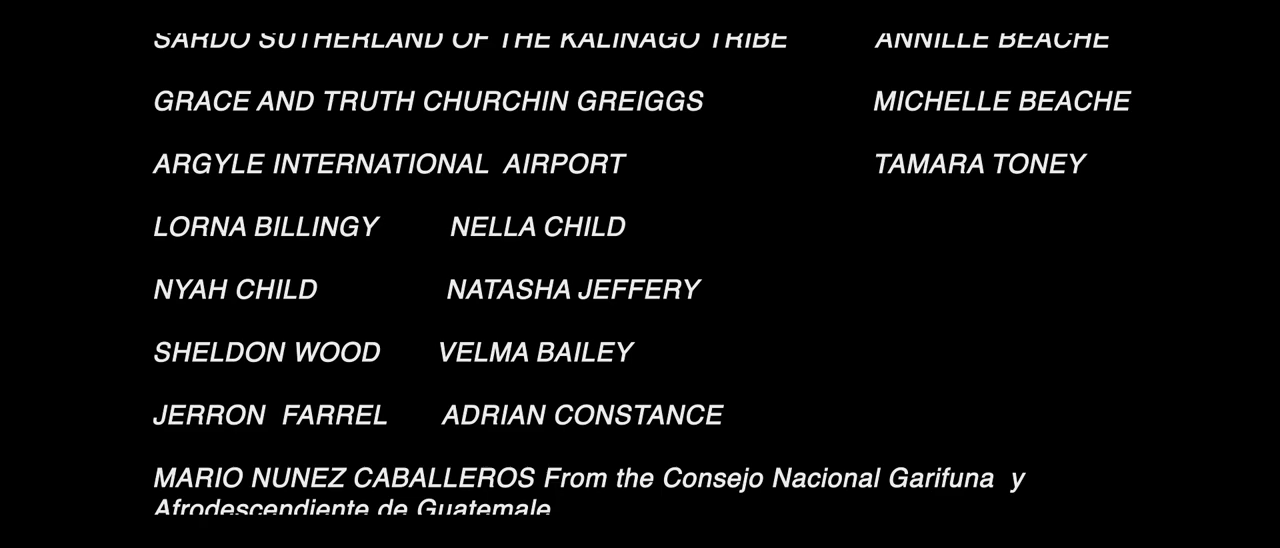 SARDO SUTHERLAND OF THE KALINAGO TRIBE ANNILLE BEACHE
GRACE AND TRUTH CHURCHIN GREIGGS MICHELLE BEACHE
ARGYLE INTERNATIONAL AIRPORT TAMARA TONEY
LORNA BILLINGY NELLA CHILD
NYAH CHILD NATASHA JEFFERY
SHELDON WOOD VELMA BAILEY
JERRON FARREL ADRIAN CONSTANCE
MARIO NUNEZ CABALLEROS From the Consejo Nacional Garifuna y
Afrodescendiente de Guatemale